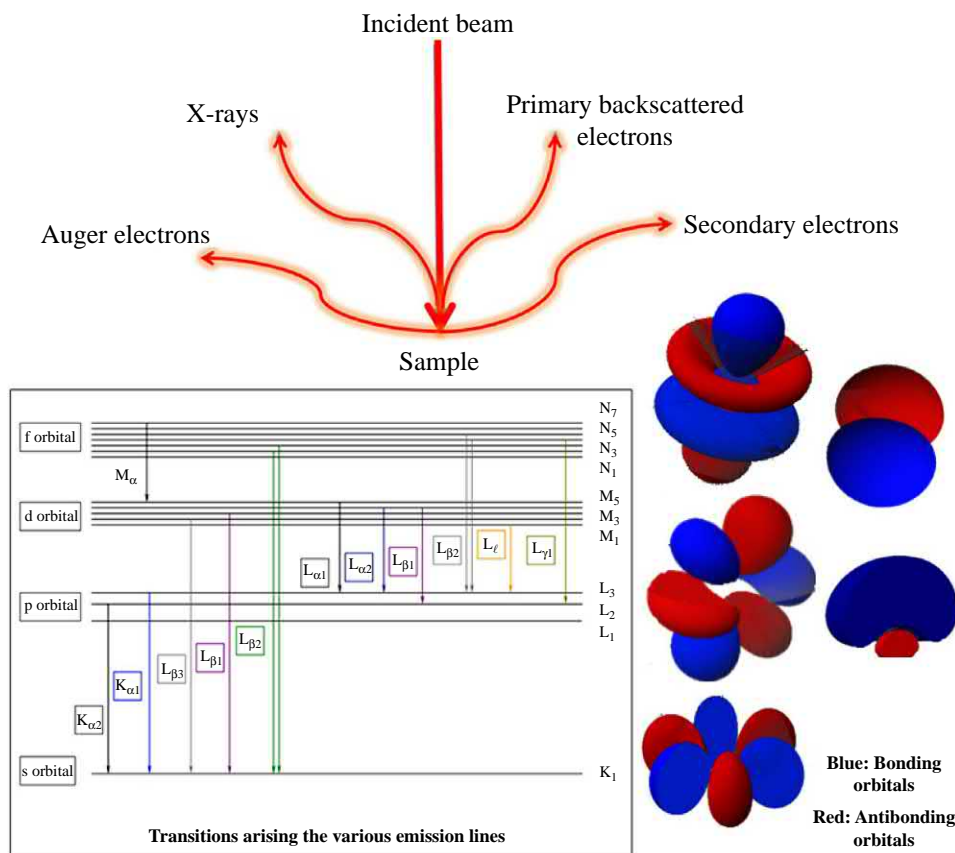 Incident beam
X-rays
Primary backscattered
electrons
Auger electrons
Secondary electrons
Sample
f orbital
N₇
N₅
N₃
N₁
Mα
d orbital
M₅
M₃
M₁
Lα1
Lα2
Lβ1
Lβ2
Lℓ
Lγ1
p orbital
L₃
L₂
L₁
Kα2
Kα1
Lβ3
Lβ1
Lβ2
s orbital
K₁
Transitions arising the various emission lines
Blue: Bonding
orbitals
Red: Antibonding
orbitals